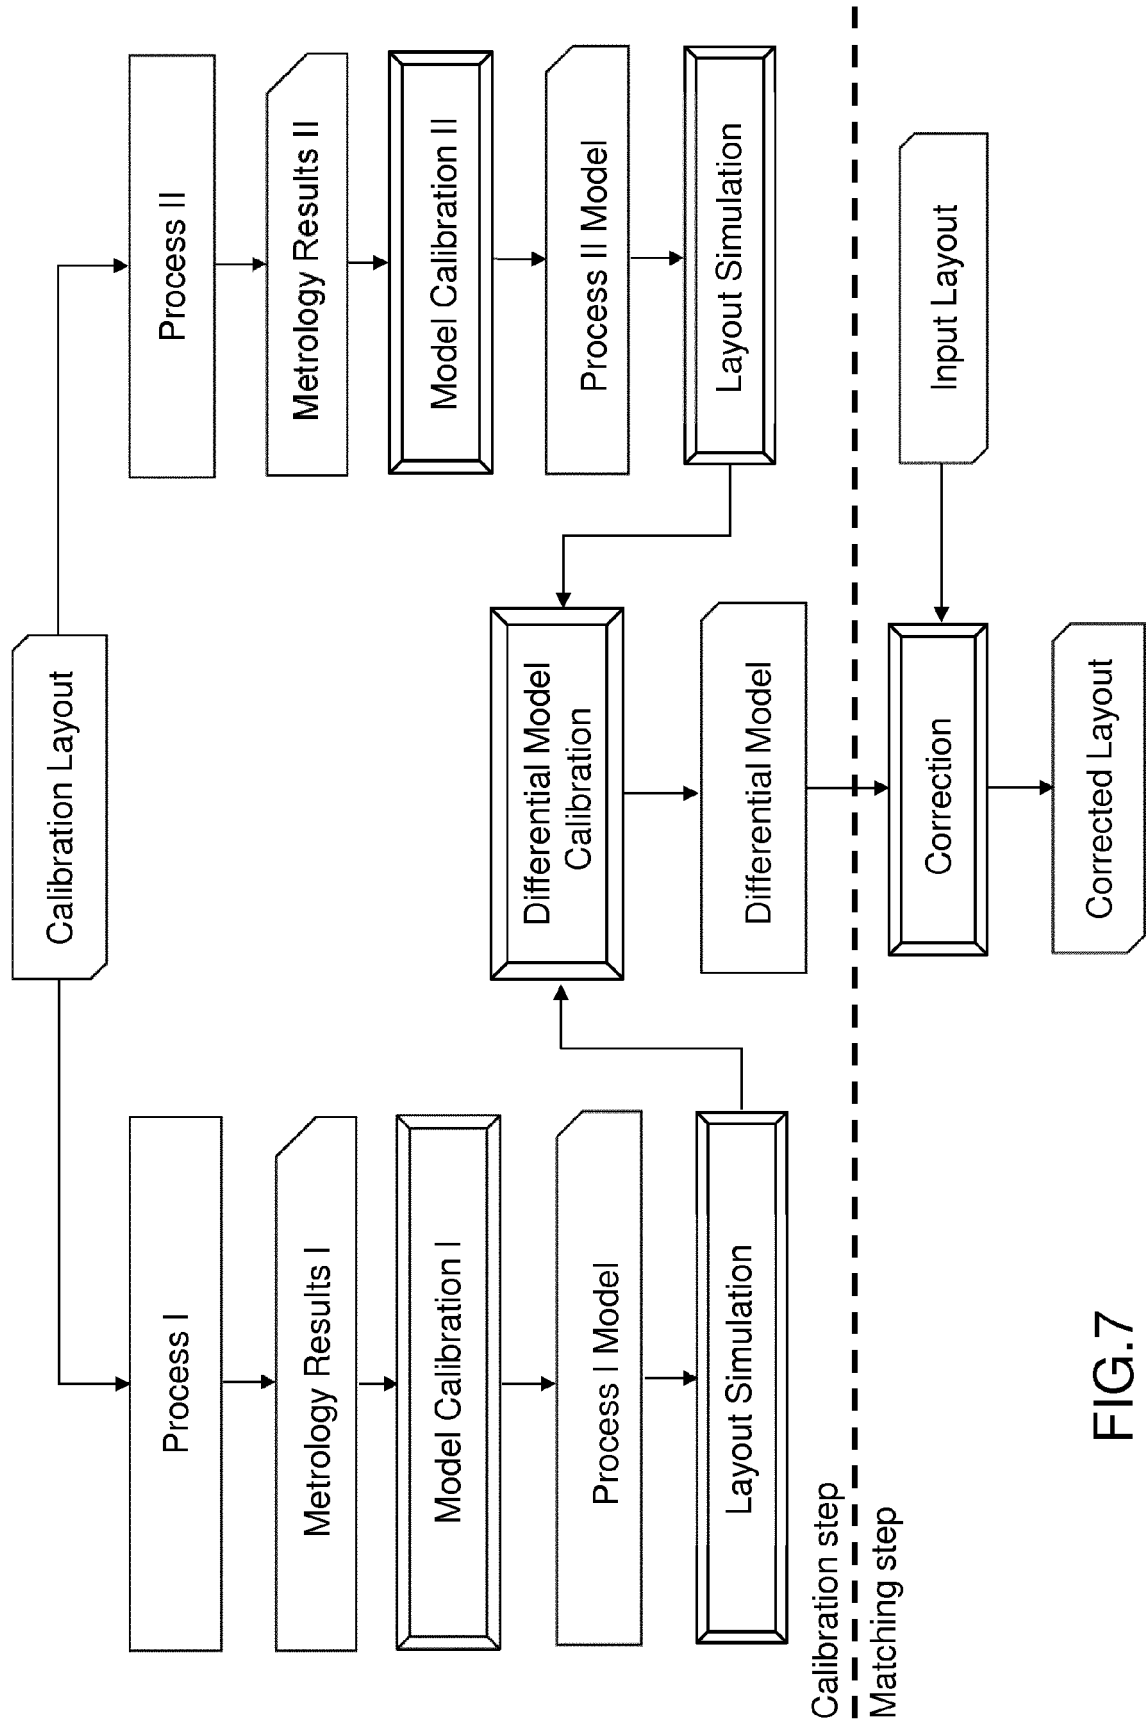 Calibration Layout
Process I
Process II
Metrology Results I
Metrology Results II
Model Calibration I
Model Calibration II
Process I Model
Process II Model
Layout Simulation
Layout Simulation
Differential Model
Calibration
Differential Model
Calibration step
Matching step
Correction
Input Layout
Corrected Layout
FIG.7